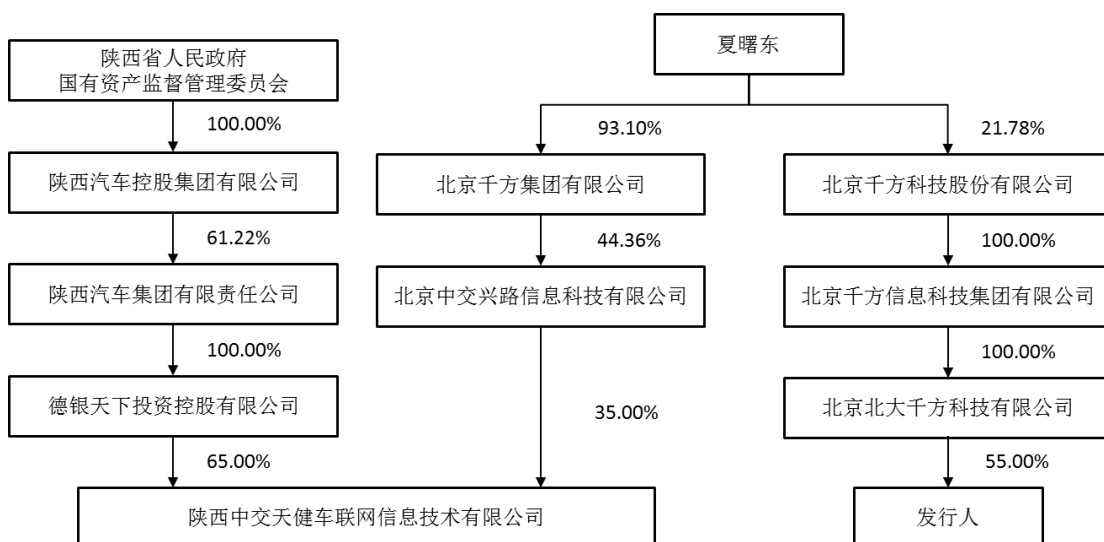 陕西省人民政府
国有资产监督管理委员会
夏曙东
100.00%
93.10%
21.78%
陕西汽车控股集团有限公司
北京千方集团有限公司
北京千方科技股份有限公司
61.22%
44.36%
100.00%
陕西汽车集团有限责任公司
北京中交兴路信息科技有限公司
北京千方信息科技集团有限公司
100.00%
100.00%
德银天下投资控股有限公司
35.00%
北京北大千方科技有限公司
65.00%
55.00%
陕西中交天健车联网信息技术有限公司
发行人